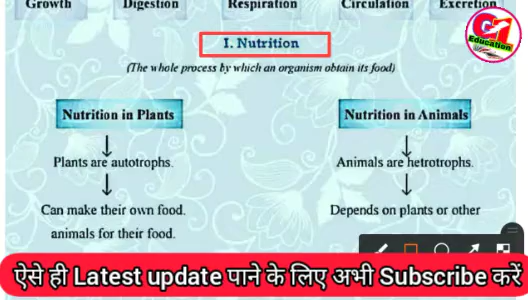 Growth Digestion Respiration Circulation Excretion
G1
Education
I. Nutrition
(The whole process by which an organism obtain its food)
Nutrition in Plants Nutrition in Animals
Plants are autotrophs. Animals are hetrotrophs.
Can make their own food. Depends on plants or other
animals for their food.
ऐसे ही Latest update पाने के लिए अभी Subscribe करें